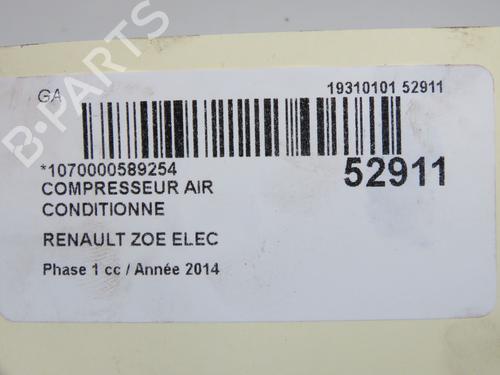 B-PARTS
GA
19310101 52911
*1070000589254
52911
COMPRESSEUR AIR
CONDITIONNE
RENAULT ZOE ELEC
Phase 1 cc / Année 2014